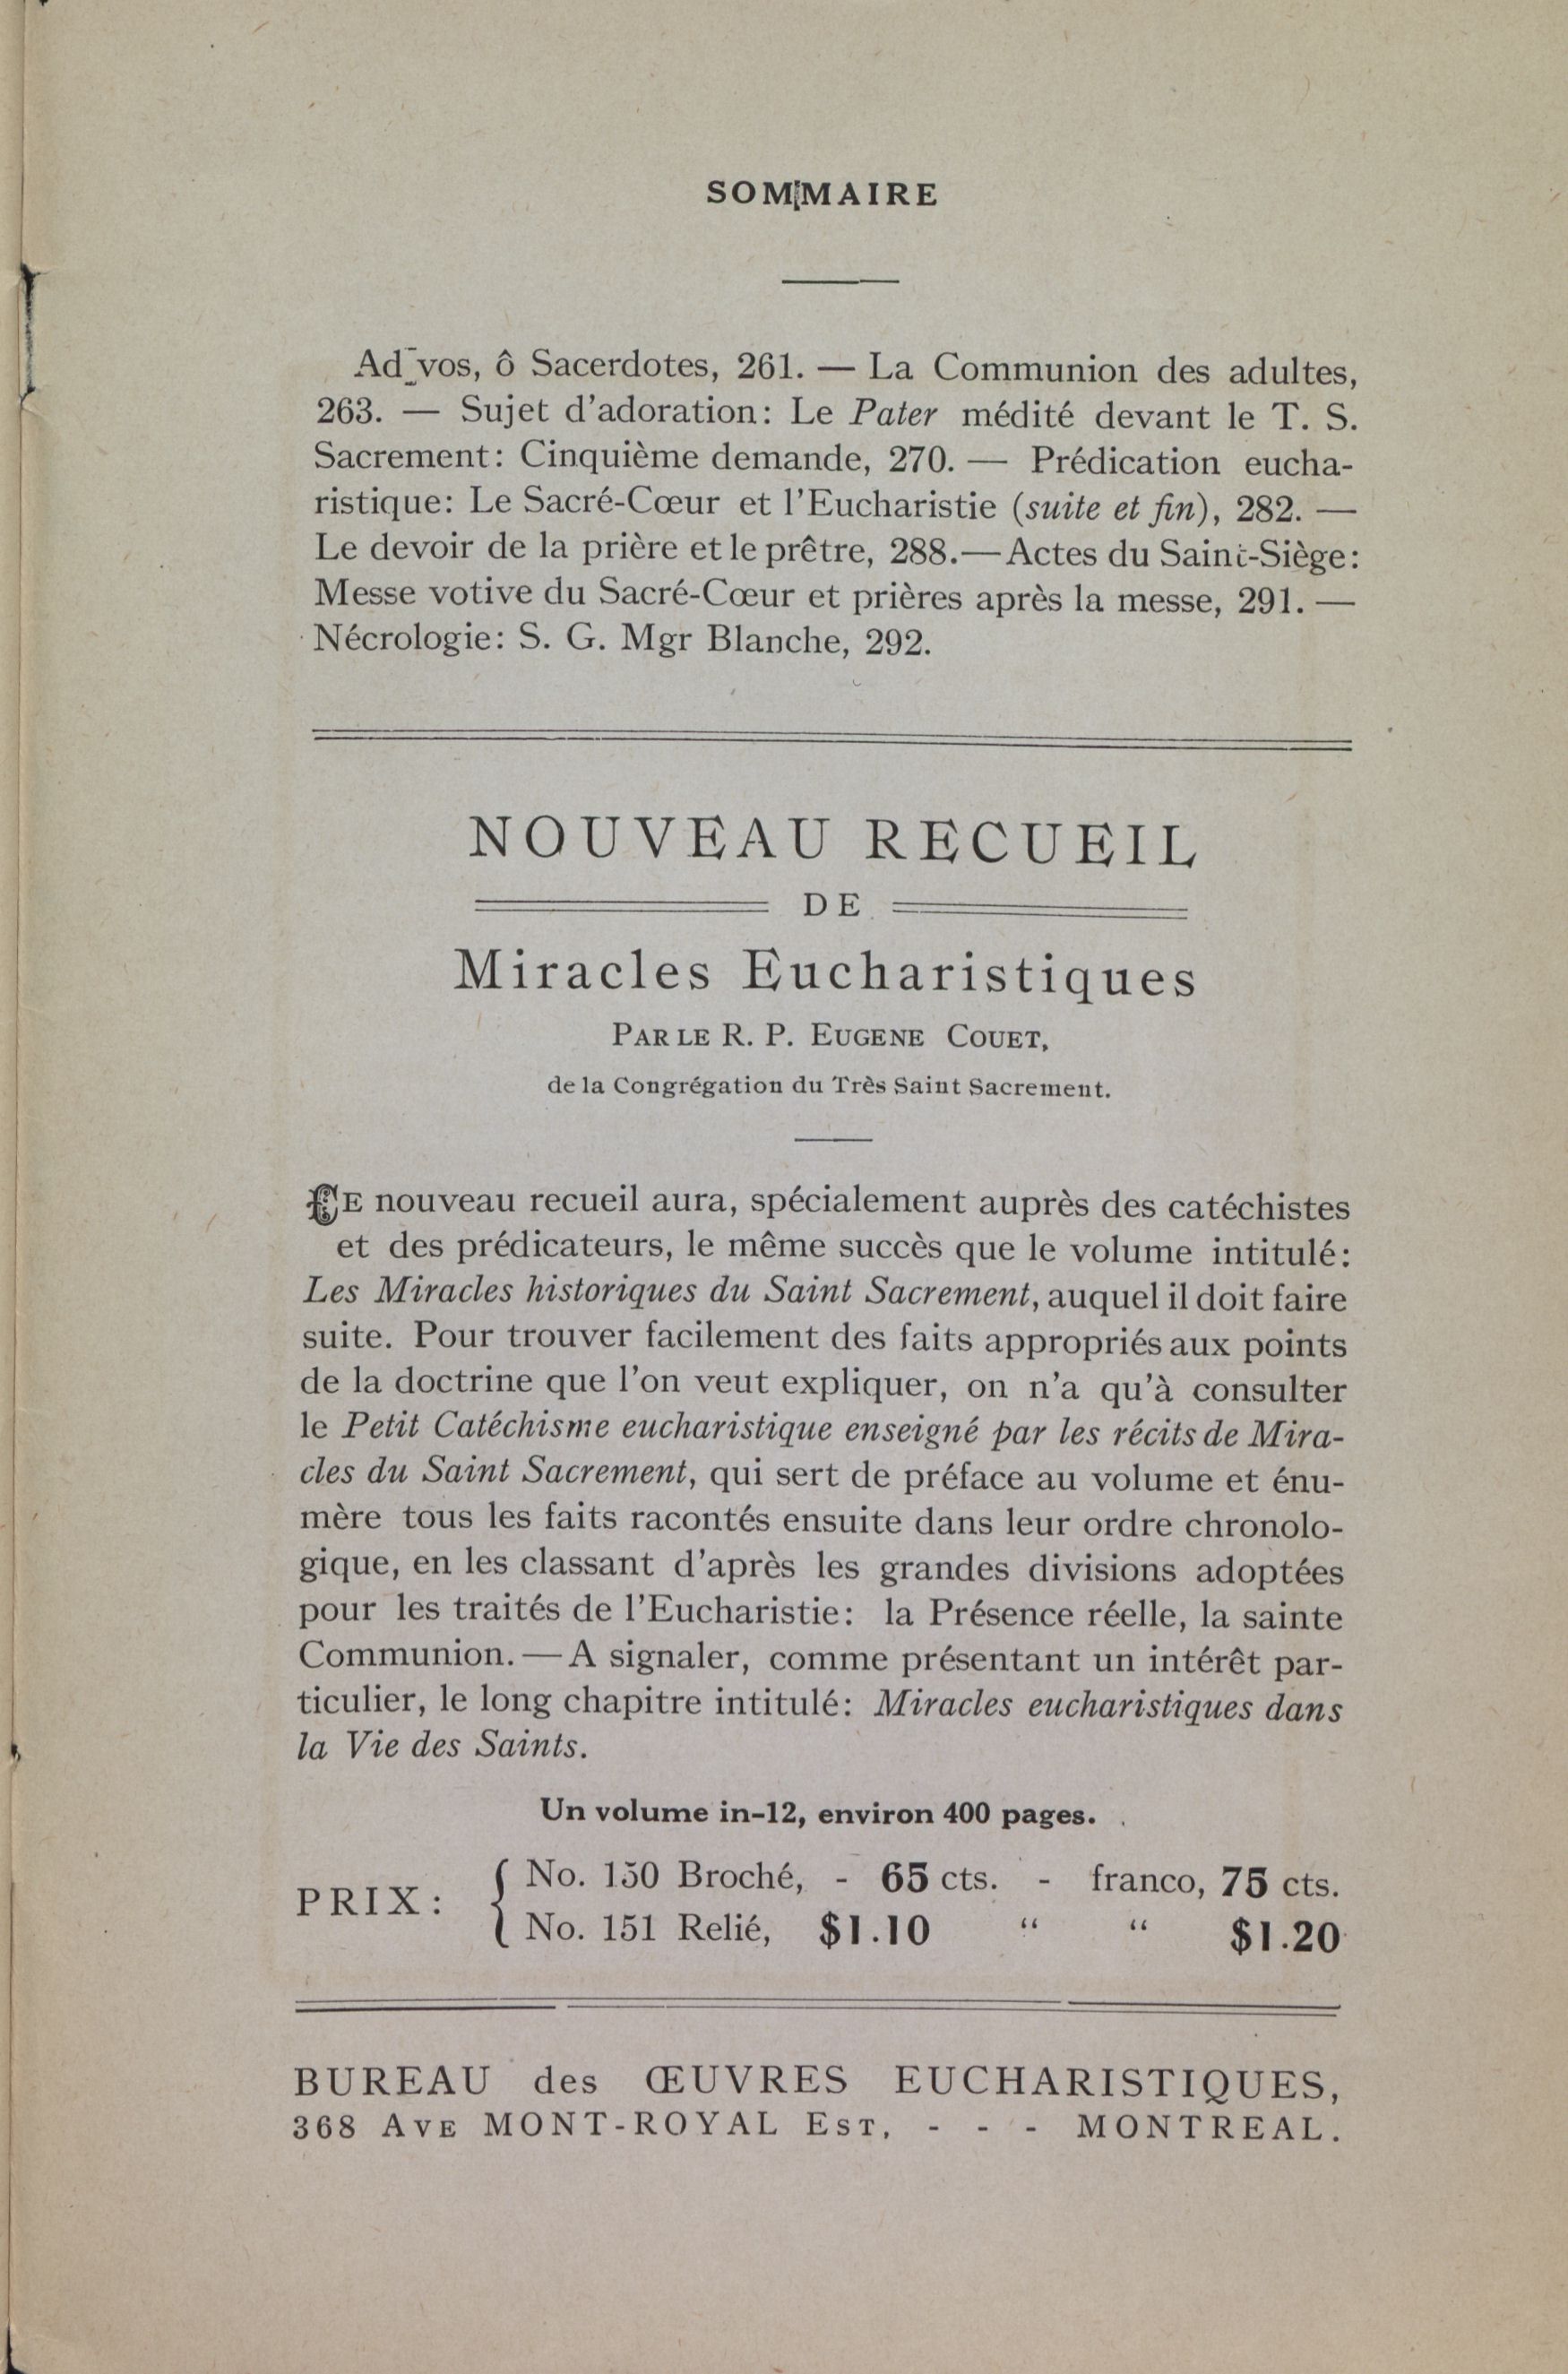 SOMMAIRE
Ad vos, ô Sacerdotes, 261. — La Communion des adultes,
263. — Sujet d'adoration: Le Pater médité devant le T. S.
Sacrement: Cinquième demande, 270. — Prédication eucha-
ristique: Le Sacré-Cœur et l'Eucharistie (suite et fin), 282. —
Le devoir de la prière et le prêtre, 288.—Actes du Saint-Siège:
Messe votive du Sacré-Cœur et prières après la messe, 291. —
Nécrologie: S. G. Mgr Blanche, 292.
NOUVEAU RECUEIL
DE
Miracles Eucharistiques
PAR LE R. P. EUGENE COUET,
de la Congrégation du Très Saint Sacrement.
CE nouveau recueil aura, spécialement auprès des catéchistes
et des prédicateurs, le même succès que le volume intitulé:
Les Miracles historiques du Saint Sacrement, auquel il doit faire
suite. Pour trouver facilement des faits appropriés aux points
de la doctrine que l'on veut expliquer, on n'a qu'à consulter
le Petit Catéchisme eucharistique enseigné par les récits de Mira-
cles du Saint Sacrement, qui sert de préface au volume et énu-
mère tous les faits racontés ensuite dans leur ordre chronolo-
gique, en les classant d'après les grandes divisions adoptées
pour les traités de l'Eucharistie: la Présence réelle, la sainte
Communion.—A signaler, comme présentant un intérêt par-
ticulier, le long chapitre intitulé: Miracles eucharistiques dans
la Vie des Saints.
Un volume in-12, environ 400 pages.
PRIX: No. 150 Broché, - 65 cts. - franco, 75 cts.
No. 151 Relié, $1.10 “ “ $1.20
BUREAU des ŒUVRES EUCHARISTIQUES,
368 AVE MONT-ROYAL EST, - - - MONTREAL.